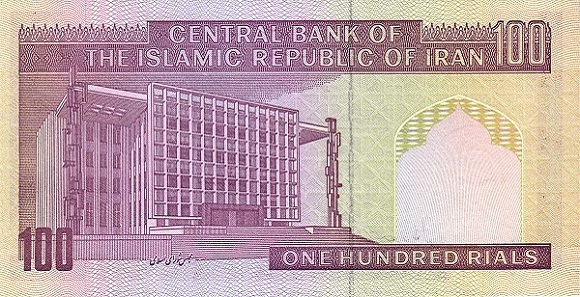 CENTRAL BANK OF
THE ISLAMIC REPUBLIC OF IRAN
100
100
ONE HUNDRED RIALS